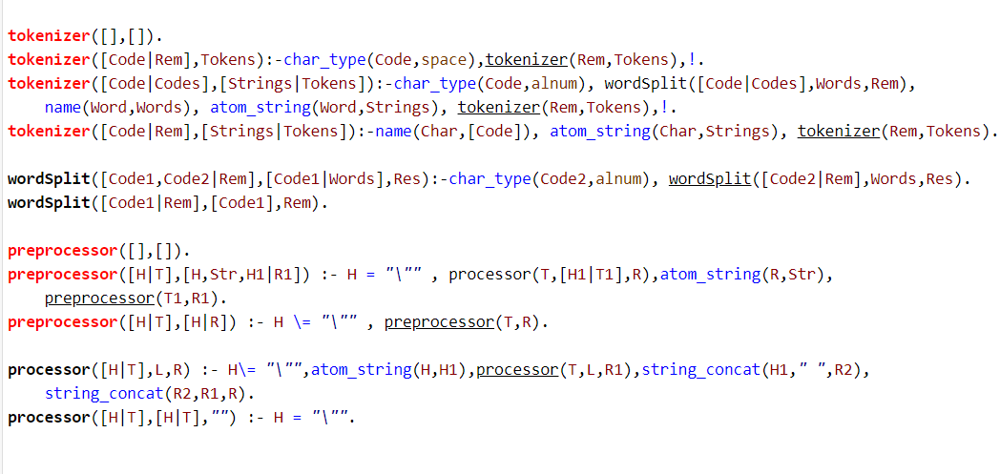 tokenizer([],[]).
tokenizer([Code|Rem],Tokens):-char_type(Code,space),tokenizer(Rem,Tokens),!.
tokenizer([Code|Codes],[Strings|Tokens]):-char_type(Code,alnum), wordSplit([Code|Codes],Words,Rem),
    name(Word,Words), atom_string(Word,Strings), tokenizer(Rem,Tokens),!.
tokenizer([Code|Rem],[Strings|Tokens]):-name(Char,[Code]), atom_string(Char,Strings), tokenizer(Rem,Tokens).
wordSplit([Code1,Code2|Rem],[Code1|Words],Res):-char_type(Code2,alnum), wordSplit([Code2|Rem],Words,Res).
wordSplit([Code1|Rem],[Code1],Rem).
preprocessor([],[]).
preprocessor([H|T],[H,Str,H1|R1]) :- H = "\"" , processor(T,[H1|T1],R),atom_string(R,Str),
    preprocessor(T1,R1).
preprocessor([H|T],[H|R]) :- H \= "\"" , preprocessor(T,R).
processor([H|T],L,R) :- H\= "\"",atom_string(H,H1),processor(T,L,R1),string_concat(H1," ",R2),
    string_concat(R2,R1,R).
processor([H|T],[H|T],"") :- H = "\"".